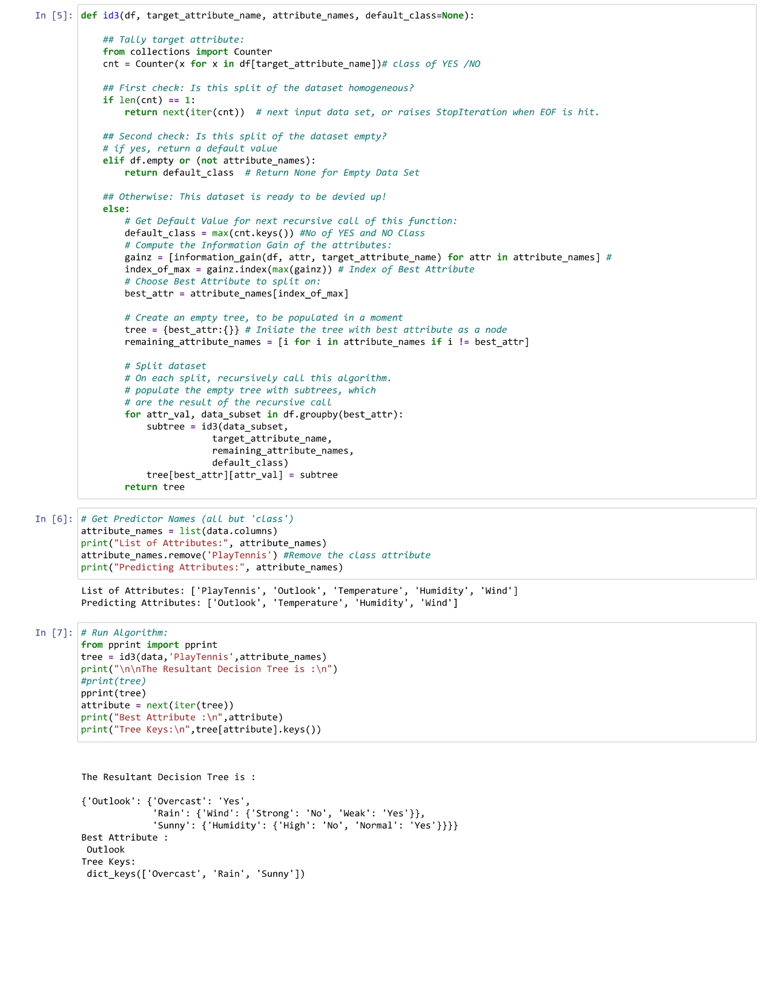 In [5]: def id3(df, target_attribute_name, attribute_names, default_class=None):
## Tally target attribute:
from collections import Counter
cnt = Counter(x for x in df[target_attribute_name])# class of YES /NO
## First check: Is this split of the dataset homogeneous?
if len(cnt) == 1:
return next(iter(cnt))  # next input data set, or raises StopIteration when EOF is hit.
## Second check: Is this split of the dataset empty?
# if yes, return a default value
elif df.empty or (not attribute_names):
return default_class  # Return None for Empty Data Set
## Otherwise: This dataset is ready to be devied up!
else:
# Get Default Value for next recursive call of this function:
default_class = max(cnt.keys()) #No of YES and NO Class
# Compute the Information Gain of the attributes:
gainz = [information_gain(df, attr, target_attribute_name) for attr in attribute_names] #
index_of_max = gainz.index(max(gainz)) # Index of Best Attribute
# Choose Best Attribute to split on:
best_attr = attribute_names[index_of_max]
# Create an empty tree, to be populated in a moment
tree = {best_attr:{}} # Iniiate the tree with best attribute as a node
remaining_attribute_names = [i for i in attribute_names if i != best_attr]
# Split dataset
# On each split, recursively call this algorithm.
# populate the empty tree with subtrees, which
# are the result of the recursive call
for attr_val, data_subset in df.groupby(best_attr):
subtree = id3(data_subset,
target_attribute_name,
remaining_attribute_names,
default_class)
tree[best_attr][attr_val] = subtree
return tree
In [6]: # Get Predictor Names (all but 'class')
attribute_names = list(data.columns)
print("List of Attributes:", attribute_names)
attribute_names.remove('PlayTennis') #Remove the class attribute
print("Predicting Attributes:", attribute_names)
List of Attributes: ['PlayTennis', 'Outlook', 'Temperature', 'Humidity', 'Wind']
Predicting Attributes: ['Outlook', 'Temperature', 'Humidity', 'Wind']
In [7]: # Run Algorithm:
from pprint import pprint
tree = id3(data,'PlayTennis',attribute_names)
print("\n\nThe Resultant Decision Tree is :\n")
#print(tree)
pprint(tree)
attribute = next(iter(tree))
print("Best Attribute :\n",attribute)
print("Tree Keys:\n",tree[attribute].keys())
The Resultant Decision Tree is :
{'Outlook': {'Overcast': 'Yes',
'Rain': {'Wind': {'Strong': 'No', 'Weak': 'Yes'}},
'Sunny': {'Humidity': {'High': 'No', 'Normal': 'Yes'}}}}
Best Attribute :
Outlook
Tree Keys:
dict_keys(['Overcast', 'Rain', 'Sunny'])